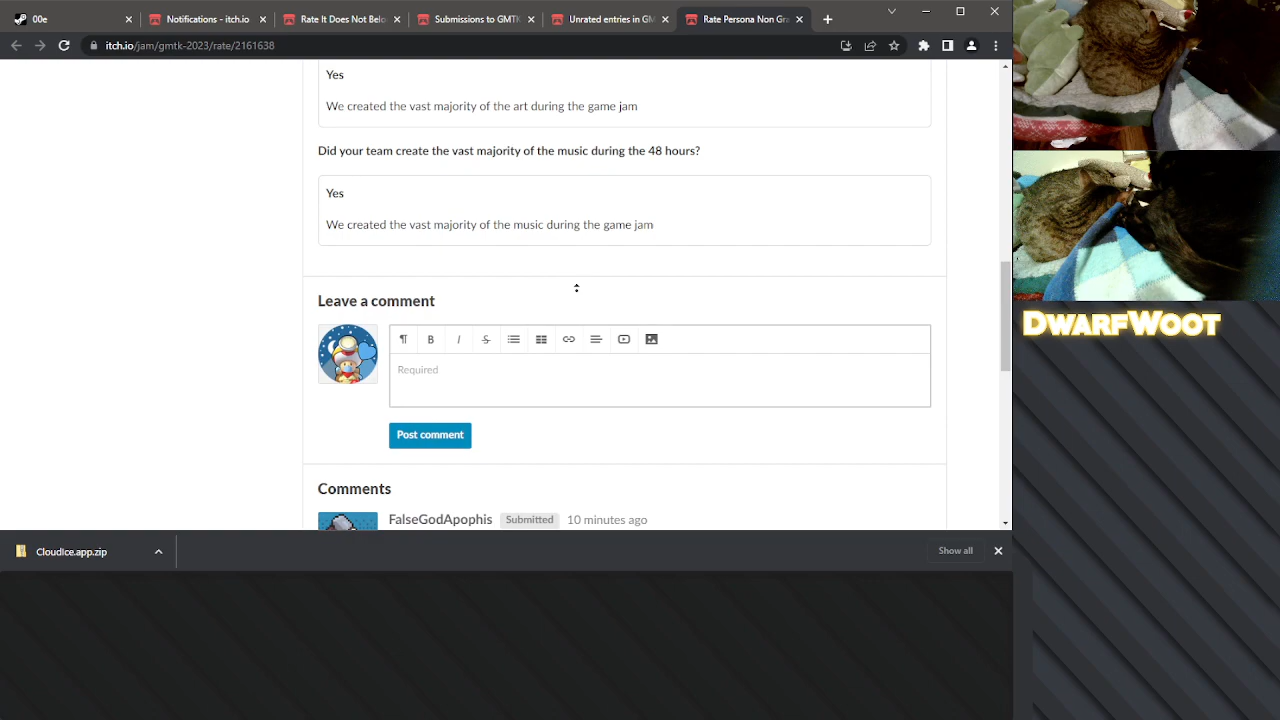 00e
Notifications - itch.io
Rate It Does Not Belo
Submissions to GMTK
Unrated entries in GM
Rate Persona Non Gra
itch.io/jam/gmtk-2023/rate/2161638
Yes
We created the vast majority of the art during the game jam
Did your team create the vast majority of the music during the 48 hours?
Yes
We created the vast majority of the music during the game jam
Leave a comment
Required
Post comment
Comments
FalseGodApophis Submitted 10 minutes ago
CloudIce.app.zip
Show all
DwarfWoot